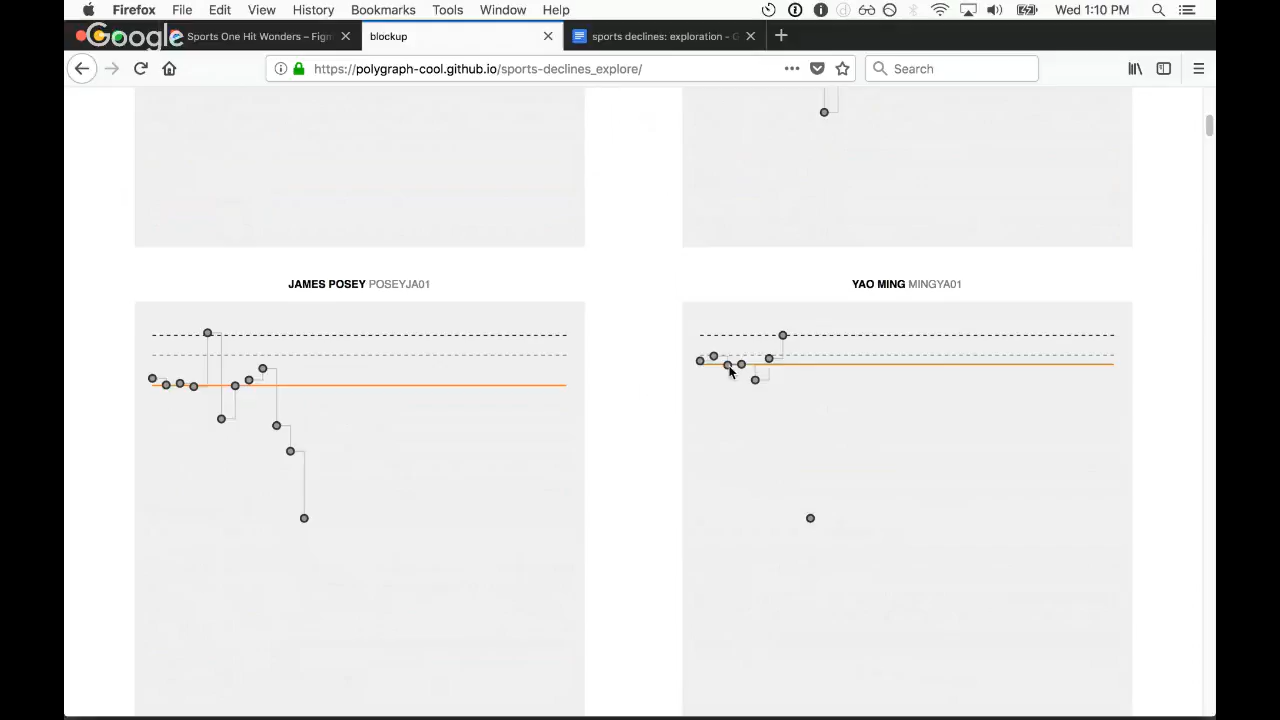 Firefox File Edit View History Bookmarks Tools Window Help Wed 1:10 PM
Google
Sports One Hit Wonders – Figm
blockup
sports declines: exploration - G
https://polygraph-cool.github.io/sports-declines_explore/
Search
JAMES POSEY POSEYJA01
YAO MING MINGYA01